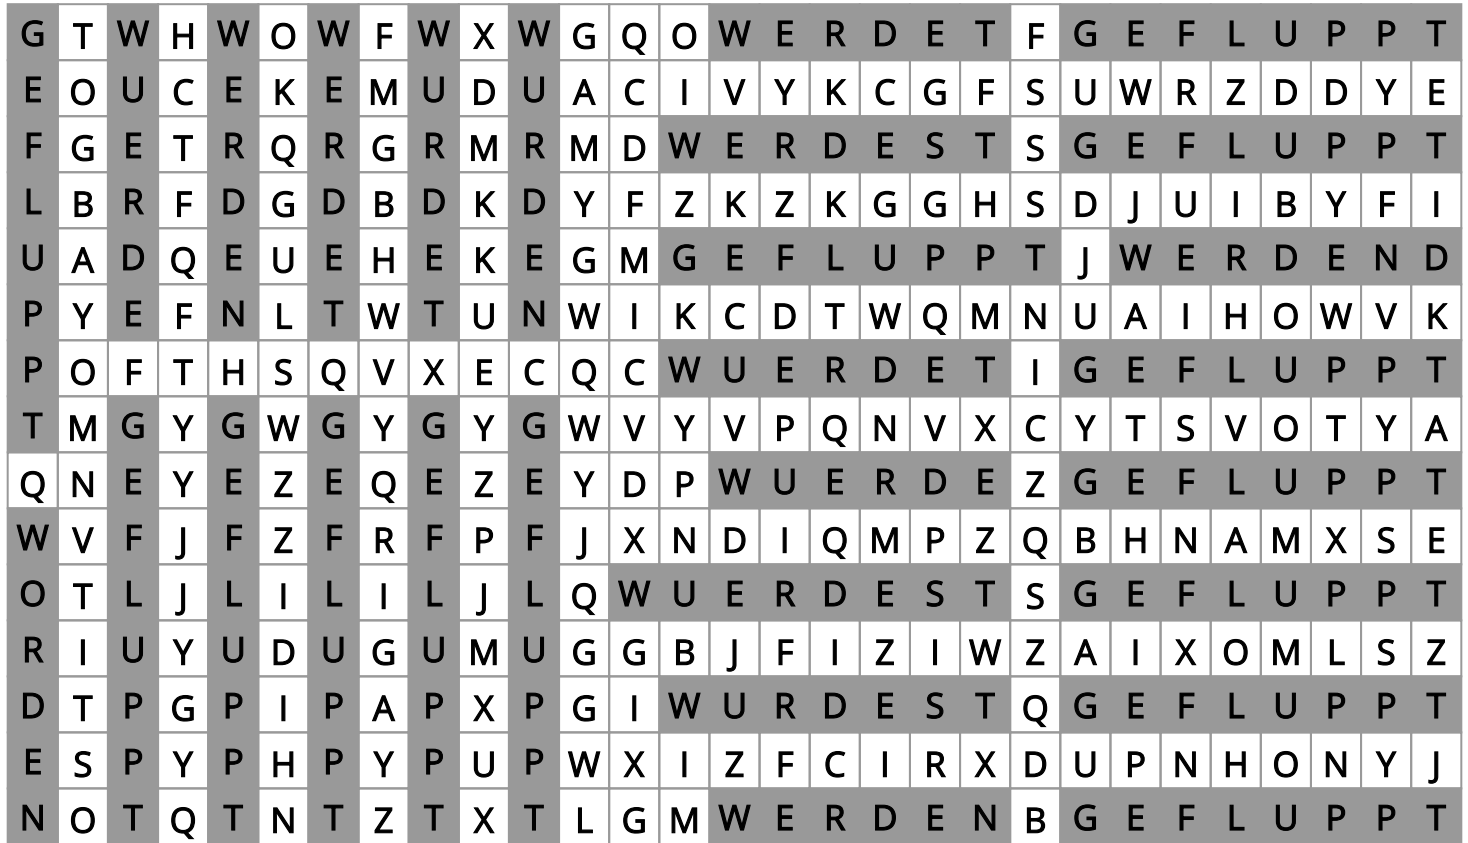 G T W H W O W F W X W G Q O W E R D E T F G E F L U P P T
E O U C E K E M U D U A C I V Y K C G F S U W R Z D D Y E
F G E T R Q R G R M R M D W E R D E S T S G E F L U P P T
L B R F D G D B D K D Y F Z K Z K G G H S D J U I B Y F I
U A D Q E U E H E K E G M G E F L U P P T J W E R D E N D
P Y E F N L T W T U N W I K C D T W Q M N U A I H O W V K
P O F T H S Q V X E C Q C W U E R D E T I G E F L U P P T
T M G Y G W G Y G Y G W V Y V P Q N V X C Y T S V O T Y A
Q N E Y E Z E Q E Z E Y D P W U E R D E Z G E F L U P P T
W V F J F Z F R F P F J X N D I Q M P Z Q B H N A M X S E
O T L J L I L I L J L Q W U E R D E S T S G E F L U P P T
R I U Y U D U G U M U G G B J F I Z I W Z A I X O M L S Z
D T P G P I P A P X P G I W U R D E S T Q G E F L U P P T
E S P Y P H P Y P U P W X I Z F C I R X D U P N H O N Y J
N O T Q T N T Z T X T L G M W E R D E N B G E F L U P P T